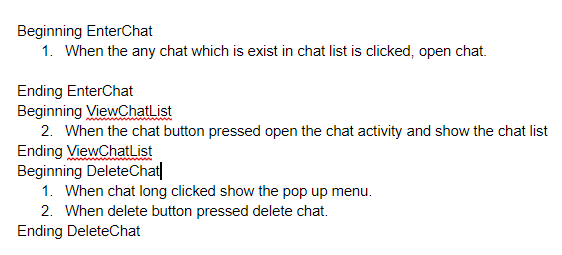 Beginning EnterChat
1. When the any chat which is exist in chat list is clicked, open chat.
Ending EnterChat
Beginning ViewChatList
2. When the chat button pressed open the chat activity and show the chat list
Ending ViewChatList
Beginning DeleteChat
1. When chat long clicked show the pop up menu.
2. When delete button pressed delete chat.
Ending DeleteChat